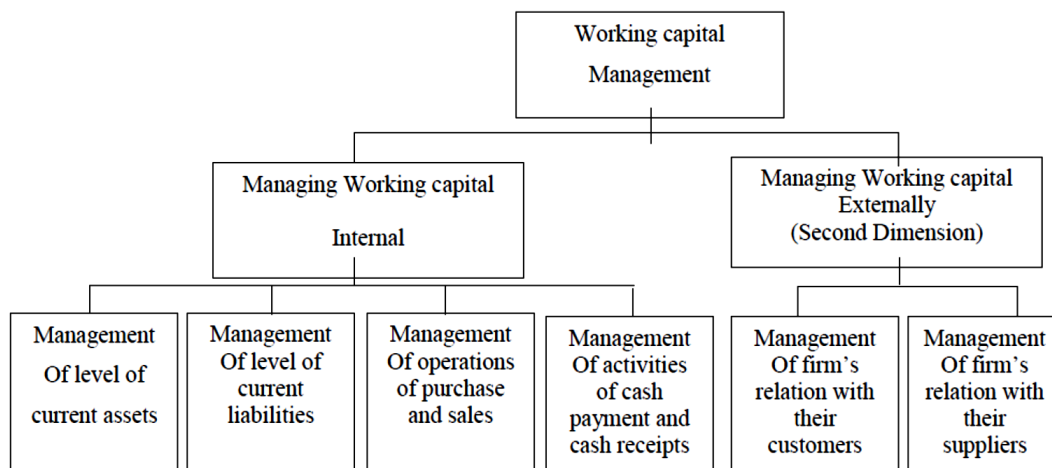 Working capital
Management
Managing Working capital
Internal
Managing Working capital
Externally
(Second Dimension)
Management
Of level of
current assets
Management
Of level of
current
liabilities
Management
Of operations
of purchase
and sales
Management
Of activities
of cash
payment and
cash receipts
Management
Of firm’s
relation with
their
customers
Management
Of firm’s
relation with
their
suppliers